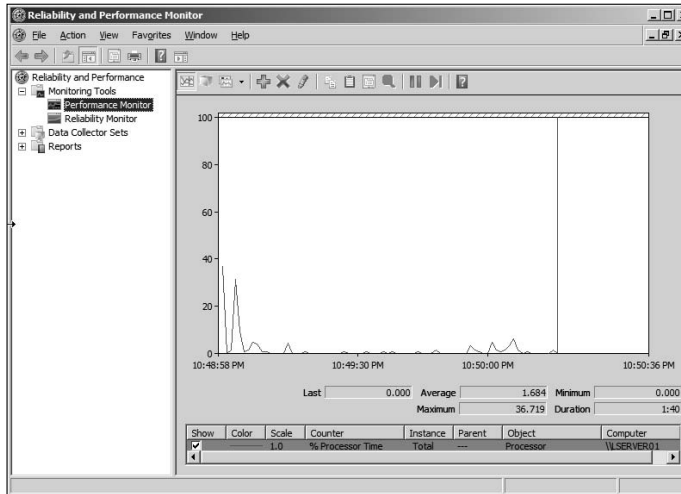 Reliability and Performance Monitor
File Action View Favorites Window Help
Reliability and Performance
Monitoring Tools
Performance Monitor
Reliability Monitor
Data Collector Sets
Reports
100
80
60
40
20
0
10:48:58 PM 10:49:30 PM 10:50:00 PM 10:50:36 PM
Last 0.000 Average 1.684 Minimum 0.000
Maximum 36.719 Duration 1:40
Show Color Scale Counter Instance Parent Object Computer
1.0 % Processor Time Total --- Processor \\LSERVER01